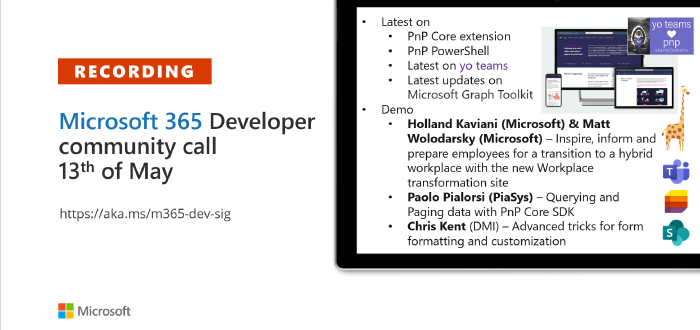 RECORDING
Microsoft 365 Developer
community call
13th of May
https://aka.ms/m365-dev-sig
Microsoft
• Latest on
• PnP Core extension
• PnP PowerShell
• Latest on yo teams
• Latest updates on
Microsoft Graph Toolkit
• Demo
• Holland Kaviani (Microsoft) & Matt
Wolodarsky (Microsoft) – Inspire, inform and
prepare employees for a transition to a hybrid
workplace with the new Workplace
transformation site
• Paolo Pialorsi (PiaSys) – Querying and
Paging data with PnP Core SDK
• Chris Kent (DMI) – Advanced tricks for form
formatting and customization
yo teams
pnp